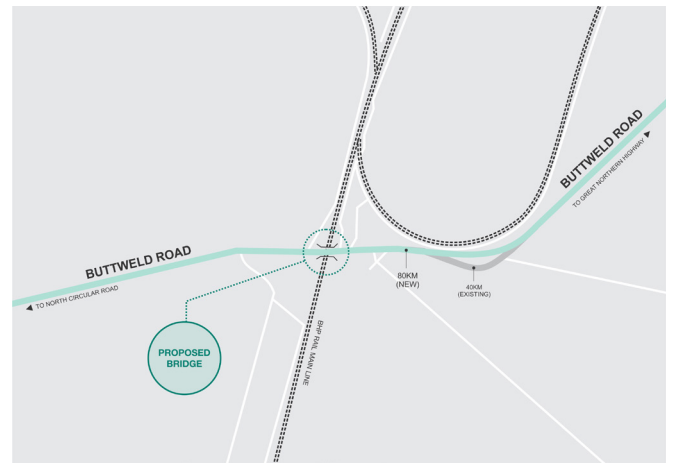 BUTTWELD ROAD
TO GREAT NORTHERN HIGHWAY
BUTTWELD ROAD
TO NORTH CIRCULAR ROAD
80KM
(NEW)
40KM
(EXISTING)
PROPOSED
BRIDGE
BHP RAIL MAIN LINE